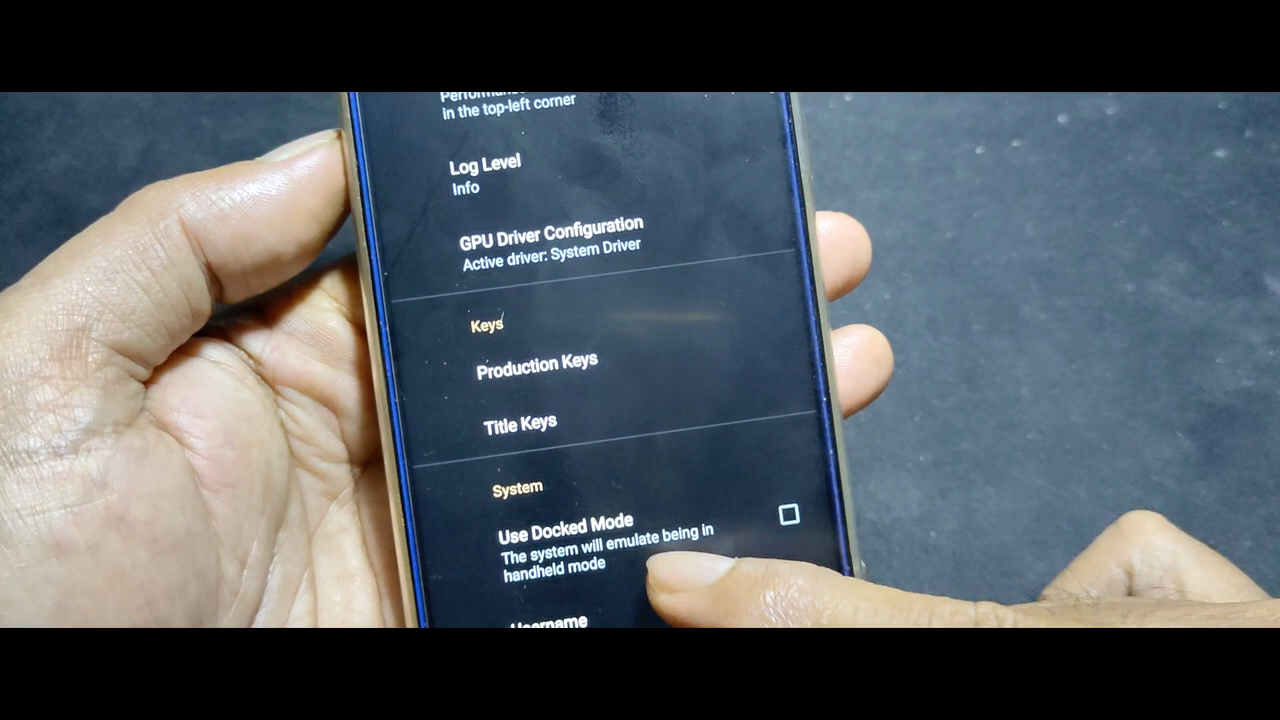 in the top-left corner
Log Level
Info
GPU Driver Configuration
Active driver: System Driver
Keys
Production Keys
Title Keys
System
Use Docked Mode
The system will emulate being in
handheld mode
Username